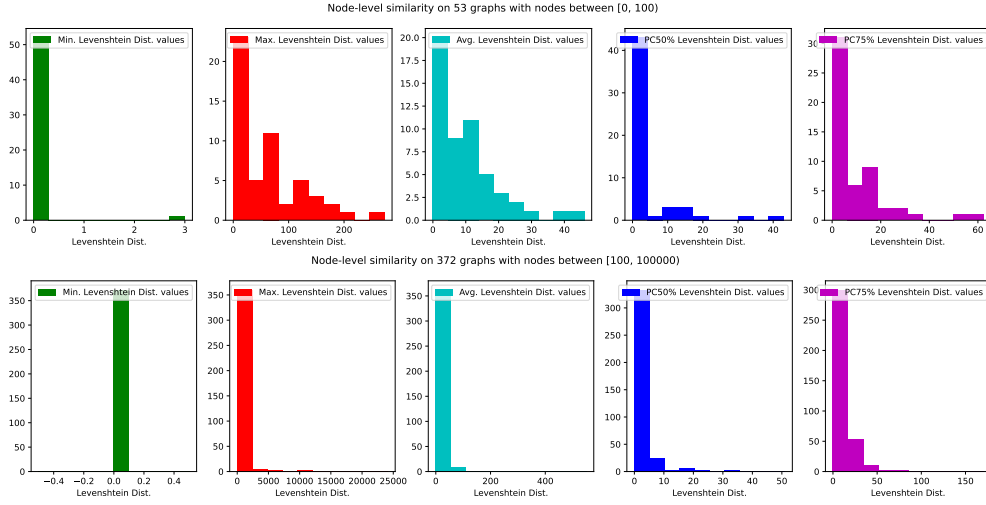 Node-level similarity on 53 graphs with nodes between [0, 100)
Min. Levenshtein Dist. values
50
40
30
20
10
0
0 1 2 3
Levenshtein Dist.
Max. Levenshtein Dist. values
20
15
10
5
0
0 100 200
Levenshtein Dist.
Avg. Levenshtein Dist. values
20.0
17.5
15.0
12.5
10.0
7.5
5.0
2.5
0.0
0 20 40
Levenshtein Dist.
PC50% Levenshtein Dist. values
40
30
20
10
0
0 10 20 30 40
Levenshtein Dist.
PC75% Levenshtein Dist. values
30
25
20
15
10
5
0
0 20 40 60
Levenshtein Dist.
Node-level similarity on 372 graphs with nodes between [100, 100000)
Min. Levenshtein Dist. values
350
300
250
200
150
100
50
0
−0.4 −0.2 0.0 0.2 0.4
Levenshtein Dist.
Max. Levenshtein Dist. values
350
300
250
200
150
100
50
0
0 5000 10000 15000 20000 25000
Levenshtein Dist.
Avg. Levenshtein Dist. values
350
300
250
200
150
100
50
0
0 200 400
Levenshtein Dist.
PC50% Levenshtein Dist. values
300
250
200
150
100
50
0
0 10 20 30 40 50
Levenshtein Dist.
PC75% Levenshtein Dist. values
300
250
200
150
100
50
0
0 50 100 150
Levenshtein Dist.